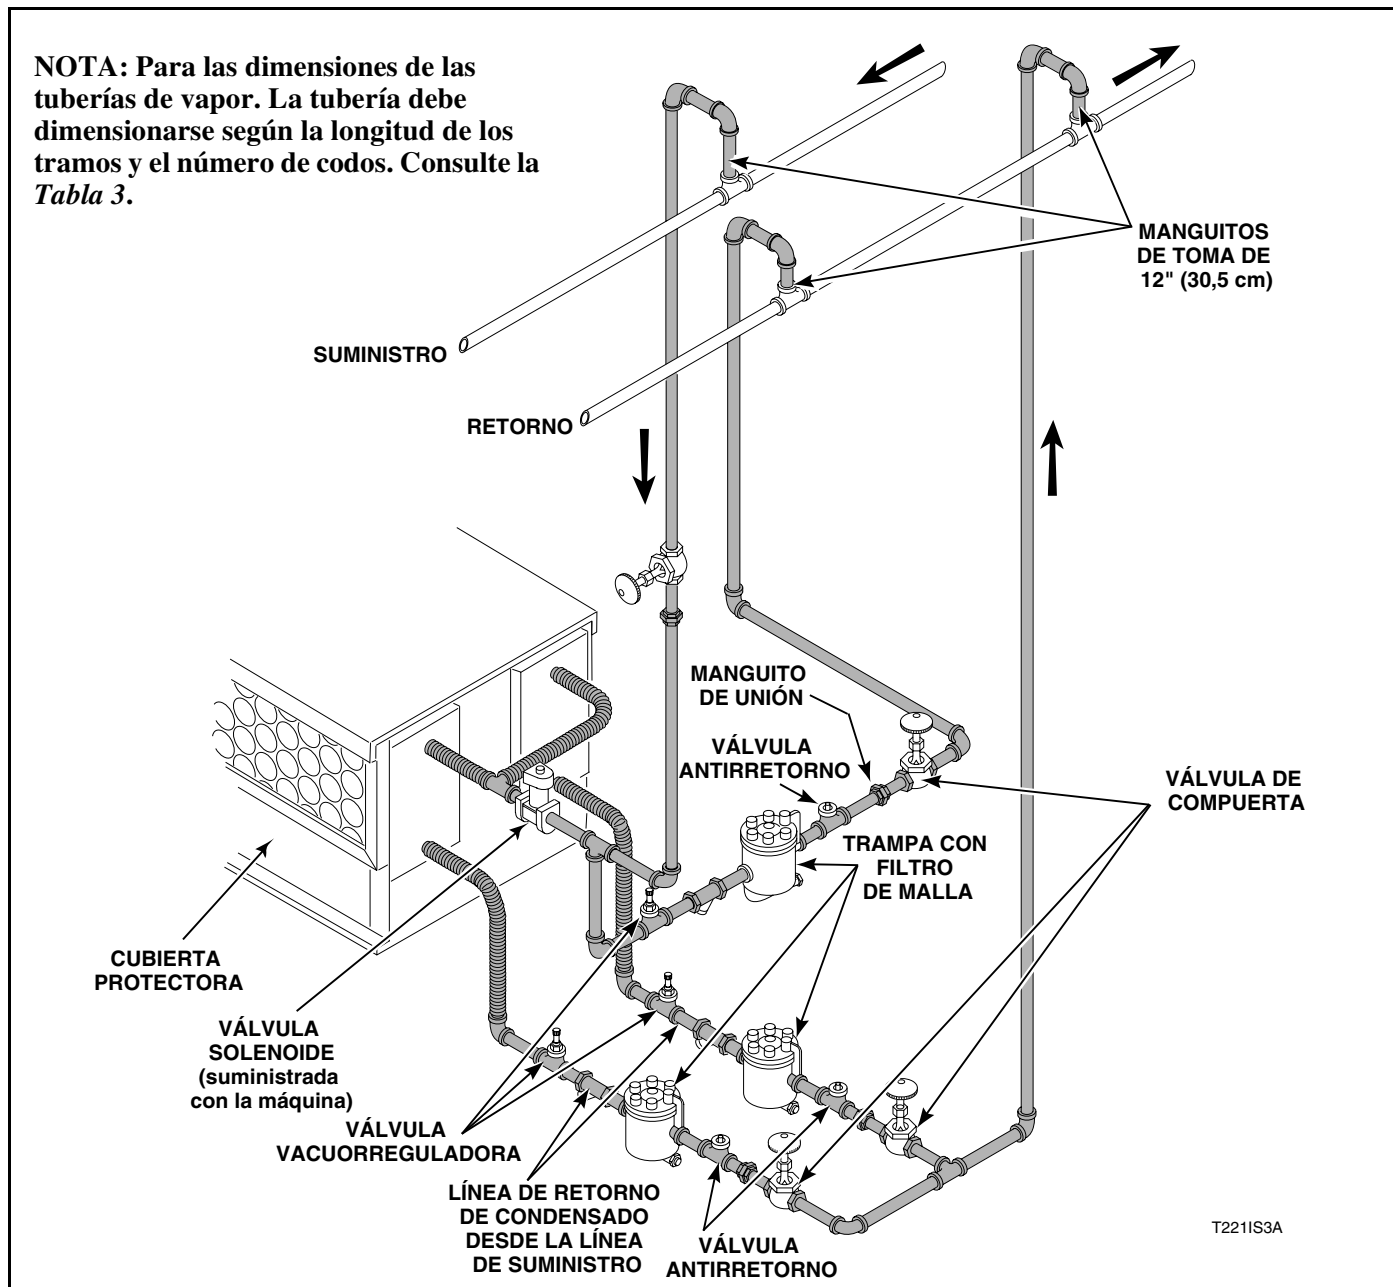 NOTA: Para las dimensiones de las
tuberías de vapor. La tubería debe
dimensionarse según la longitud de los
tramos y el número de codos. Consulte la
Tabla 3.
MANGUITOS
DE TOMA DE
12" (30,5 cm)
SUMINISTRO
RETORNO
MANGUITO
DE UNIÓN
VÁLVULA
ANTIRRETORNO
VÁLVULA DE
COMPUERTA
TRAMPA CON
FILTRO
DE MALLA
CUBIERTA
PROTECTORA
VÁLVULA
SOLENOIDE
(suministrada
con la máquina)
VÁLVULA
VACUORREGULADORA
LÍNEA DE RETORNO
DE CONDENSADO
DESDE LA LÍNEA
DE SUMINISTRO
VÁLVULA
ANTIRRETORNO
T221IS3A